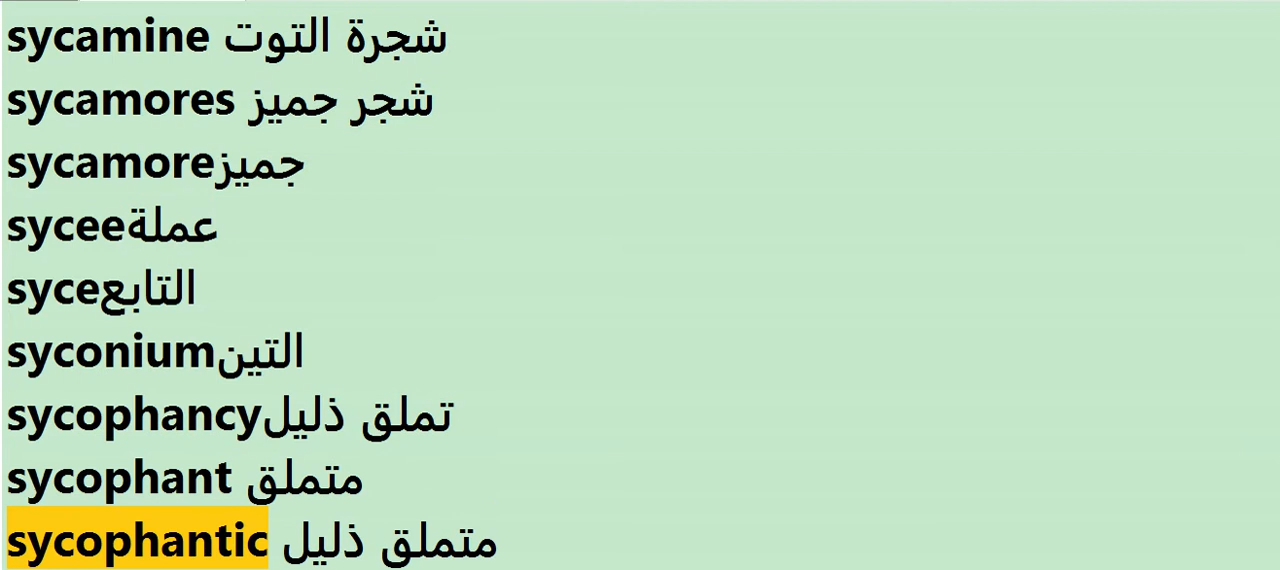 sycamine شجرة التوت
sycamores شجر جميز
sycamoreجميز
syceeعملة
syceالتابع
syconiumالتين
sycophancyتملق ذليل
sycophant متملق
sycophantic متملق ذليل